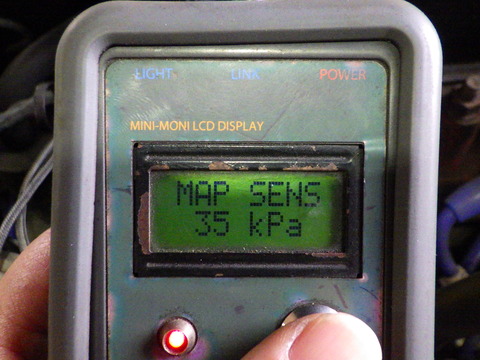 LIGHT LINK POWER
MINI-MONI LCD DISPLAY
MAP SENS
35 kPa